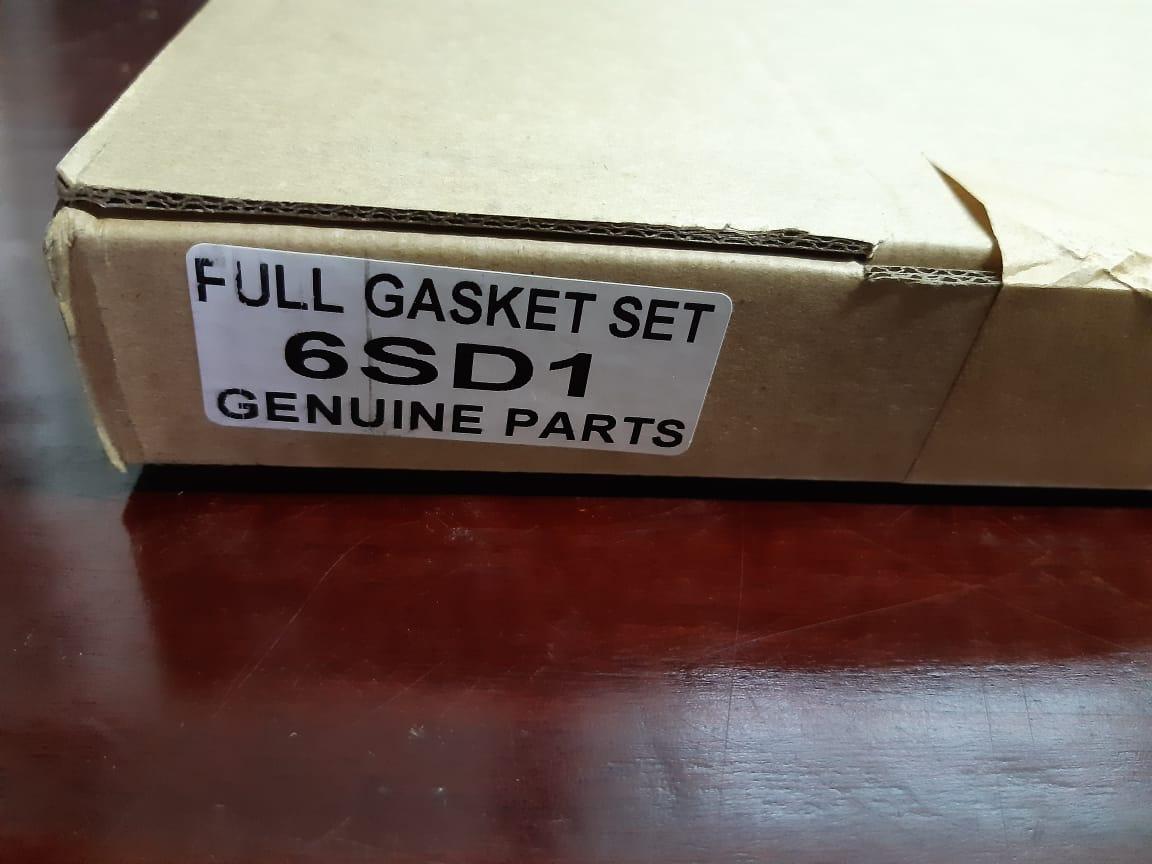 FULL GASKET SET
6SD1
GENUINE PARTS